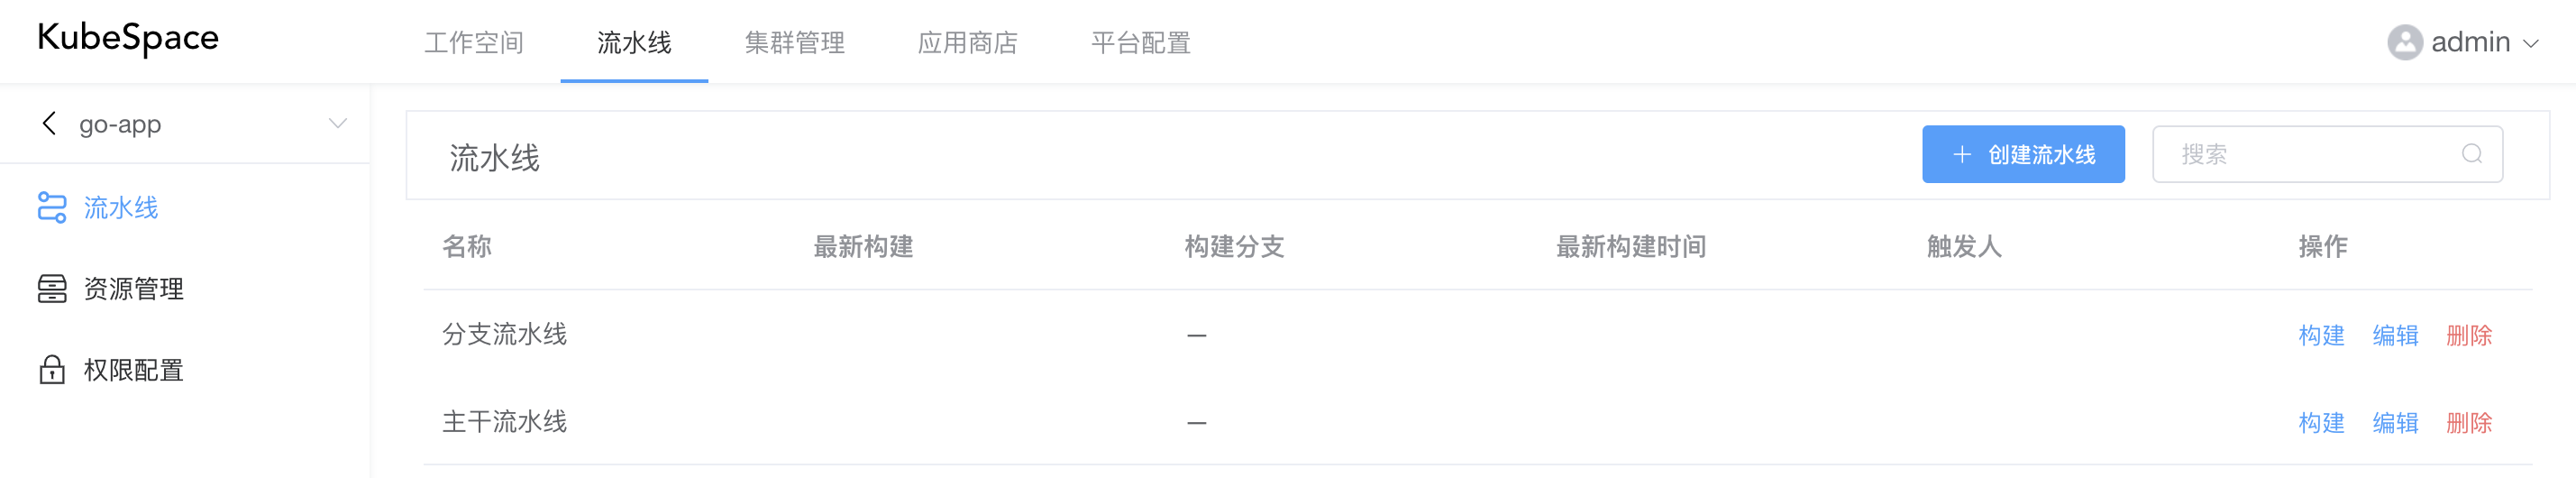 KubeSpace 工作空间 流水线 集群管理 应用商店 平台配置 admin
go-app
流水线
资源管理
权限配置
流水线 创建流水线 搜索
名称 最新构建 构建分支 最新构建时间 触发人 操作
分支流水线 — 构建 编辑 删除
主干流水线 — 构建 编辑 删除